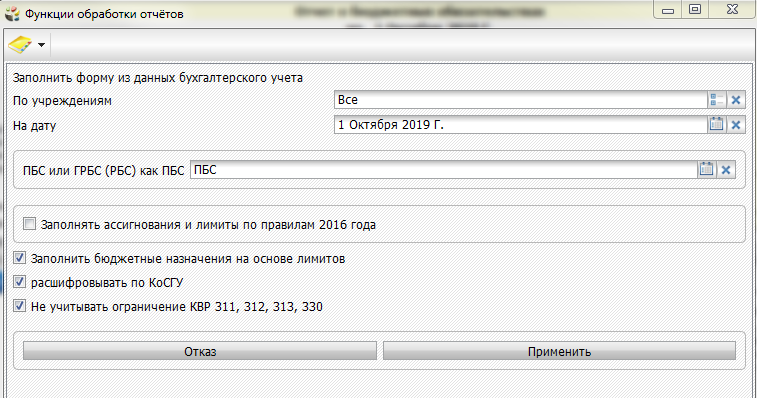 Функции обработки отчётов
Заполнить форму из данных бухгалтерского учета
По учреждениям Все
На дату 1 Октября 2019 Г.
ПБС или ГРБС (РБС) как ПБС ПБС
Заполнять ассигнования и лимиты по правилам 2016 года
Заполнить бюджетные назначения на основе лимитов
расшифровывать по КоСГУ
Не учитывать ограничение КВР 311, 312, 313, 330
Отказ Применить